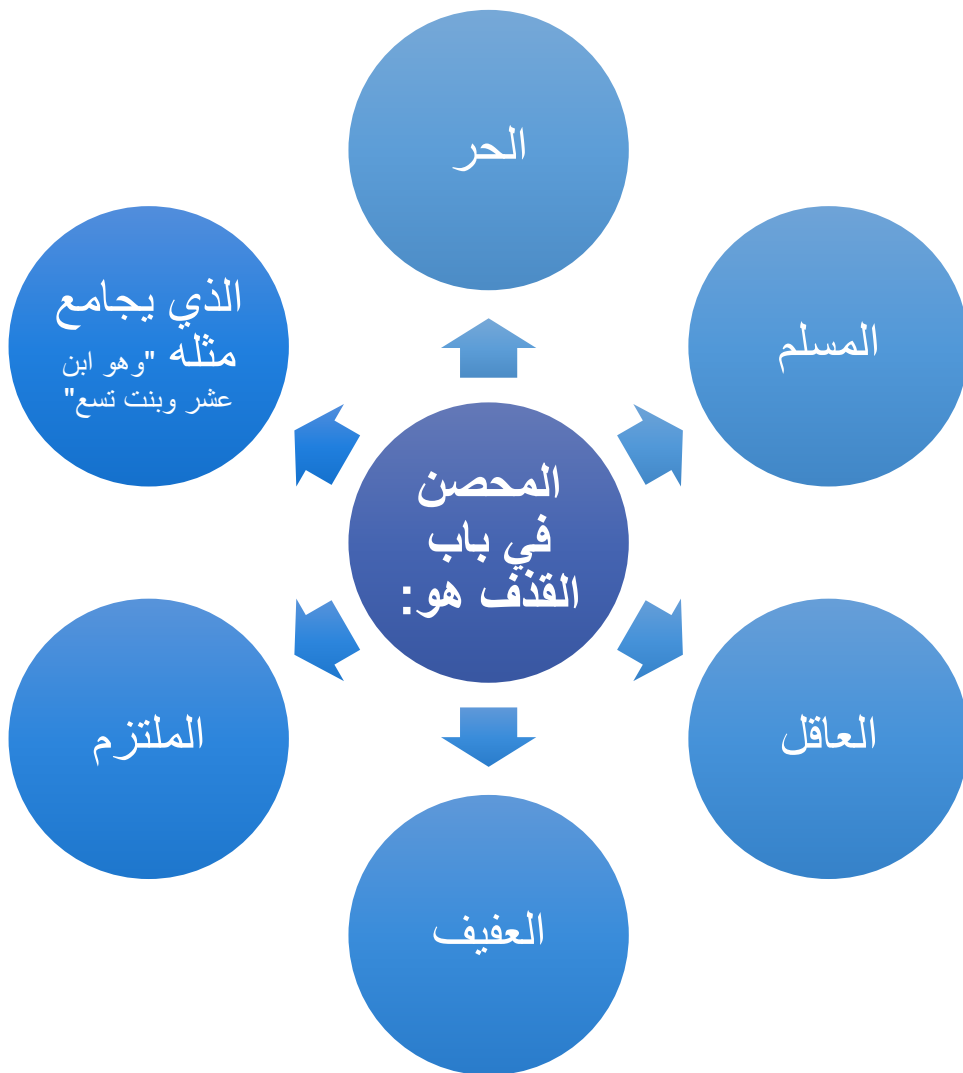 المحصن
في باب
القذف هو:
الحر
المسلم
العاقل
العفيف
الملتزم
الذي يجامع
مثله "وهو ابن
عشر وبنت تسع"